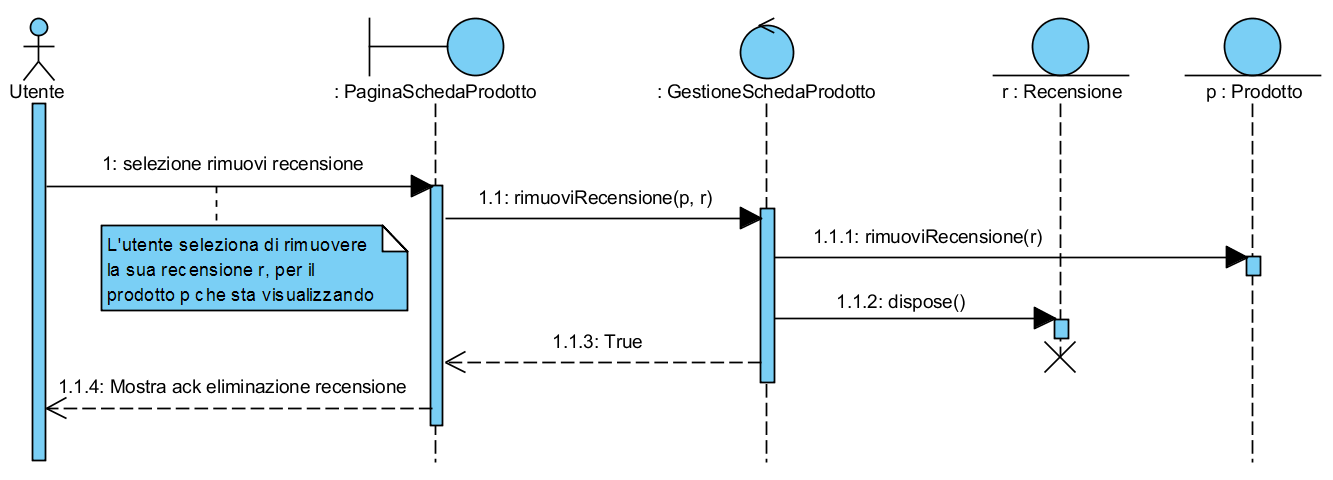 Utente
: PaginaSchedaProdotto
: GestioneSchedaProdotto
r : Recensione
p : Prodotto
1: selezione rimuovi recensione
1.1: rimuoviRecensione(p, r)
L'utente seleziona di rimuovere
la sua recensione r, per il
prodotto p che sta visualizzando
1.1.1: rimuoviRecensione(r)
1.1.2: dispose()
1.1.3: True
1.1.4: Mostra ack eliminazione recensione